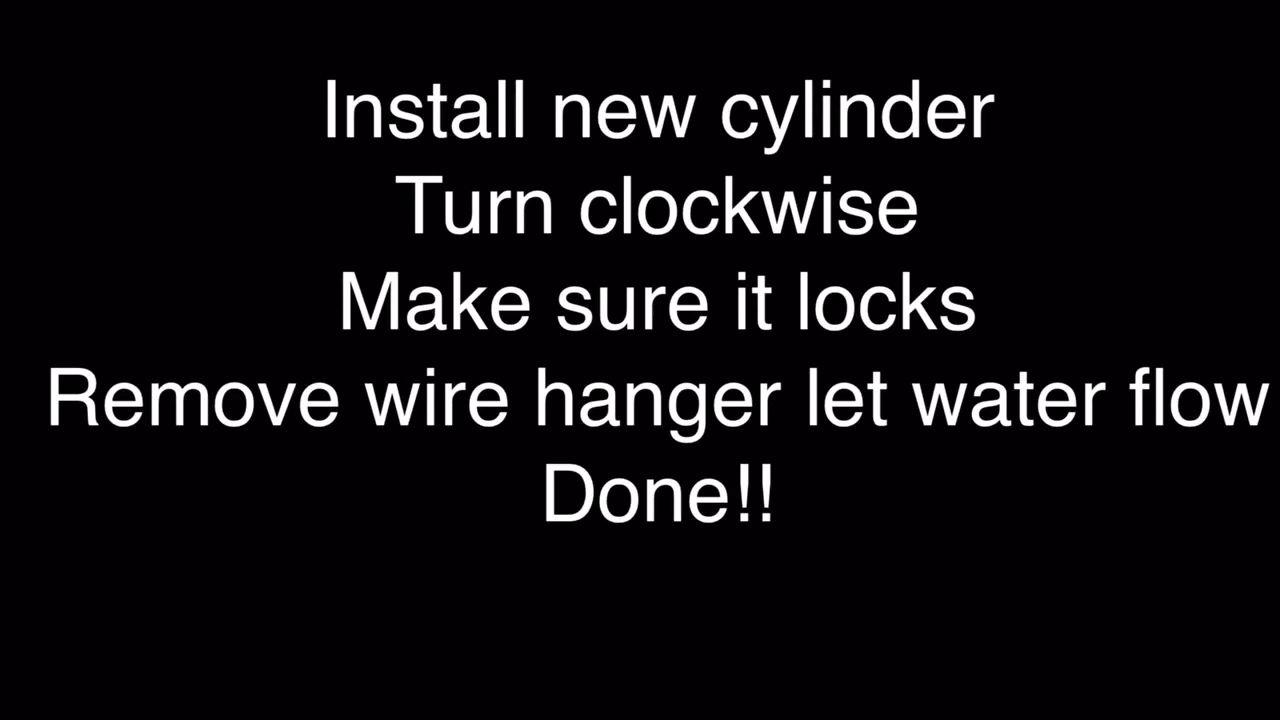 Install new cylinder
Turn clockwise
Make sure it locks
Remove wire hanger let water flow
Done!!